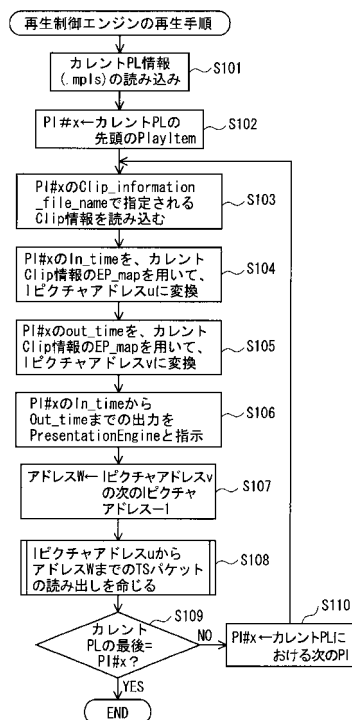 再生制御エンジンの再生手順
カレントPL情報
(.mpls)の読み込み
S101
PI#x←カレントPLの
先頭のPlayItem
S102
PI#xのClip_information
_file_nameで指定される
Clip情報を読み込む
S103
PI#xのIn_timeを、カレント
Clip情報のEP_mapを用いて、
Iピクチャアドレスuに変換
S104
PI#xのout_timeを、カレント
Clip情報のEP_mapを用いて、
Iピクチャアドレスvに変換
S105
PI#xのIn_timeから
Out_timeまでの出力を
PresentationEngineと指示
S106
アドレスW←Iピクチャアドレスv
の次のIピクチャ
アドレス−1
S107
Iピクチャアドレスuから
アドレスWまでのTSパケット
の読み出しを命じる
S108
カレント
PLの最後=
PI#x?
S109
NO
PI#x←カレントPLに
おける次のPI
S110
YES
END